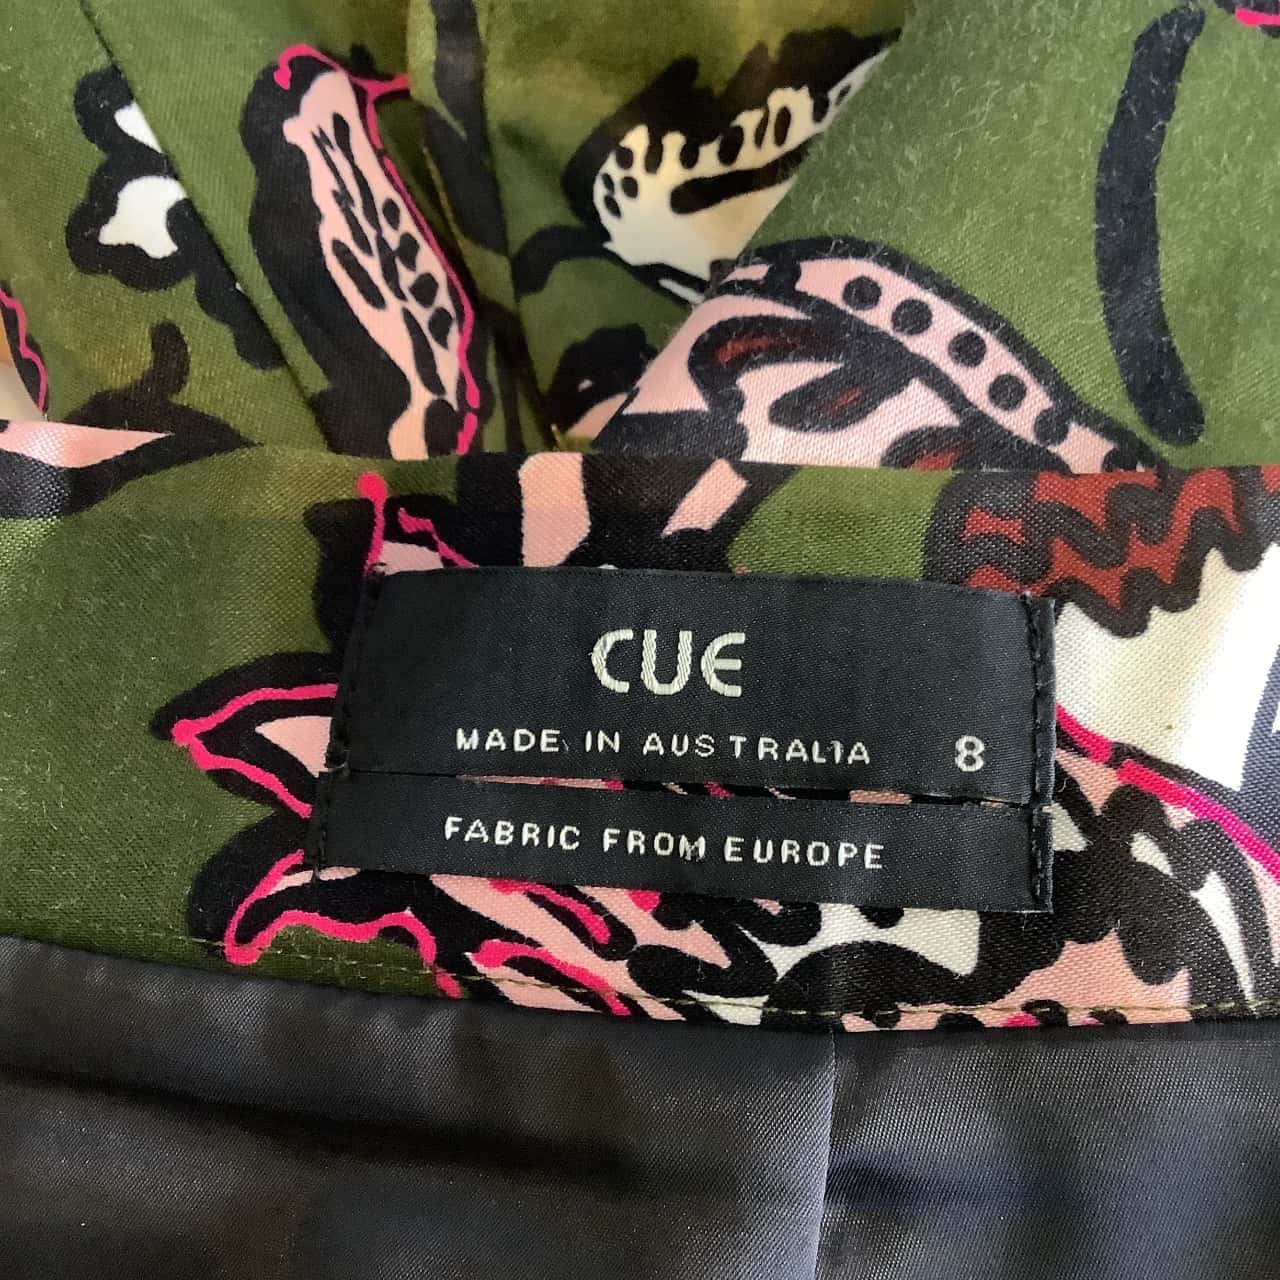 CUE
MADE IN AUSTRALIA 8
FABRIC FROM EUROPE